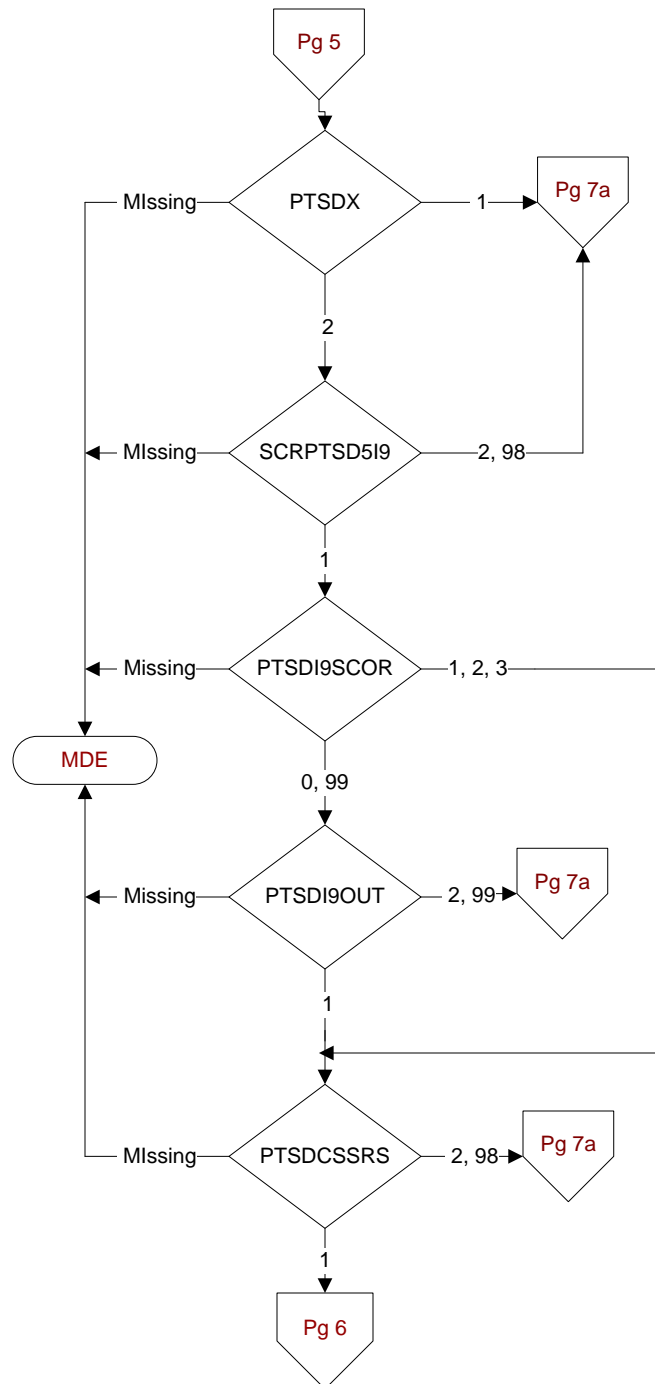 Pg 5
MIssing
PTSDX
1
Pg 7a
2
MIssing
SCRPTSD5I9
2, 98
1
Missing
PTSDI9SCOR
1, 2, 3
MDE
0, 99
Missing
PTSDI9OUT
2, 99
Pg 7a
1
MIssing
PTSDCSSRS
2, 98
Pg 7a
1
Pg 6